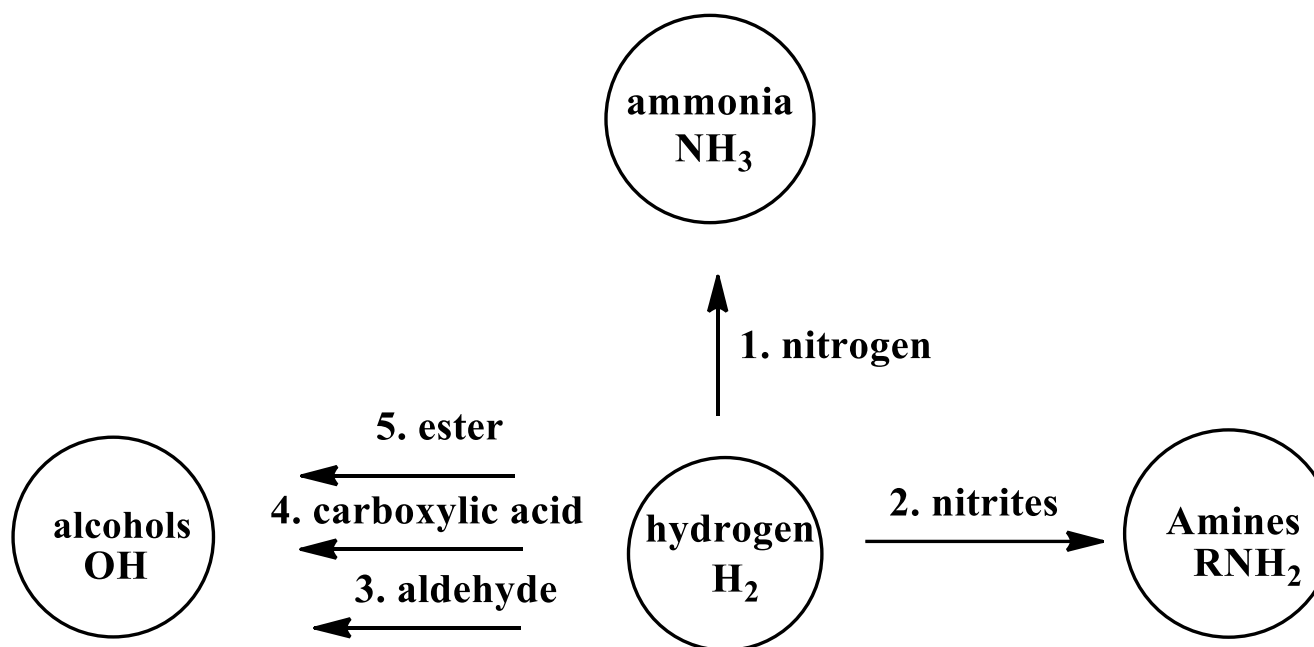 ammonia
NH₃
1. nitrogen
5. ester
4. carboxylic acid
3. aldehyde
alcohols
OH
hydrogen
H₂
2. nitrites
Amines
RNH₂